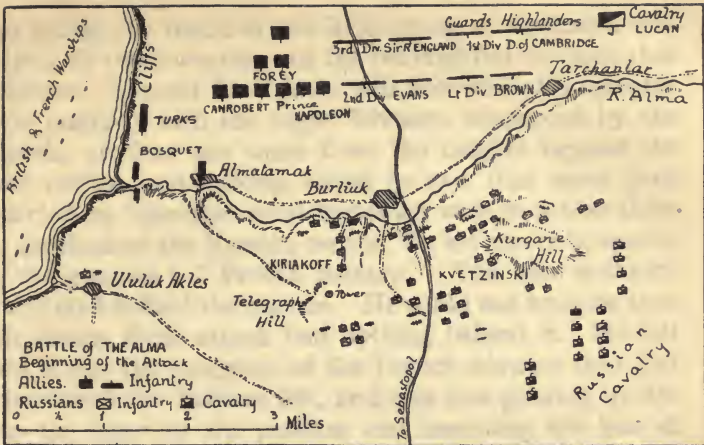 Guards Highlanders
Cavalry
LUCAN
3rd Div. Sir R. ENGLAND 1st Div D. of CAMBRIDGE
FOREY
CANROBERT Prince NAPOLEON
2nd Div EVANS Lt Div BROWN
Tarchanlar
R. Alma
British & French Warships
Cliffs
TURKS
BOSQUET
Almatamak
Burliuk
KIRIAKOFF
Kurgane
Hill
KVETZINSKI
Ululuk Akles
Telegraph
Hill
Tower
Russian
Cavalry
To Sebastopol
BATTLE OF THE ALMA
Beginning of the Attack
Allies. Infantry
Russians Infantry Cavalry
0 ½ 1 2 3
Miles